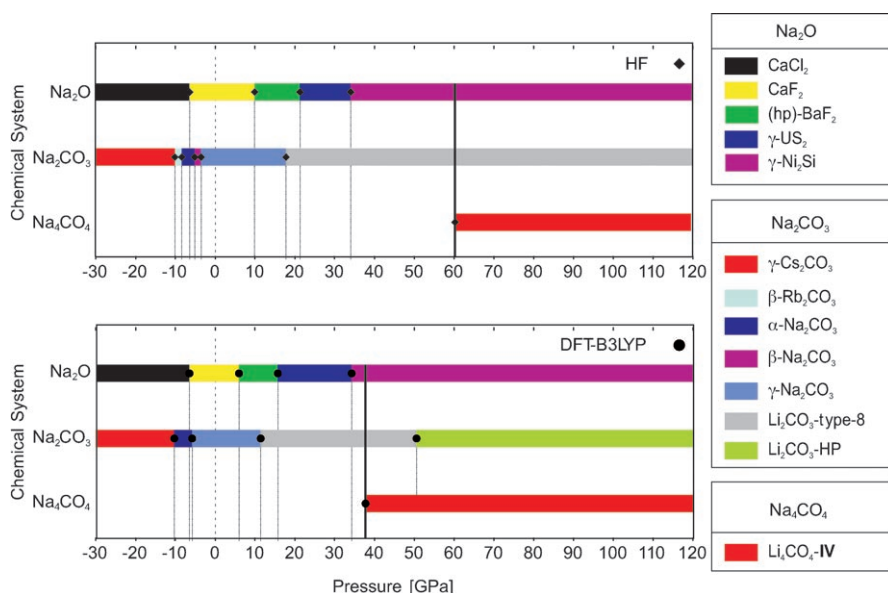 HF
Chemical System
Na₂O
Na₂CO₃
Na₄CO₄
-30 -20 -10 0 10 20 30 40 50 60 70 80 90 100 110 120
DFT-B3LYP
Chemical System
Na₂O
Na₂CO₃
Na₄CO₄
-30 -20 -10 0 10 20 30 40 50 60 70 80 90 100 110 120
Pressure [GPa]
Na₂O
CaCl₂
CaF₂
(hp)-BaF₂
γ-US₂
γ-Ni₂Si
Na₂CO₃
γ-Cs₂CO₃
β-Rb₂CO₃
α-Na₂CO₃
β-Na₂CO₃
γ-Na₂CO₃
Li₂CO₃-type-8
Li₂CO₃-HP
Na₄CO₄
Li₄CO₄-IV